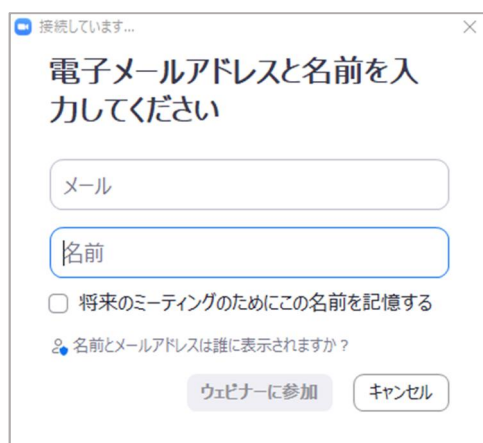 接続しています...
電子メールアドレスと名前を入
力してください
メール
名前
将来のミーティングのためにこの名前を記憶する
名前とメールアドレスは誰に表示されますか？
ウェビナーに参加
キャンセル